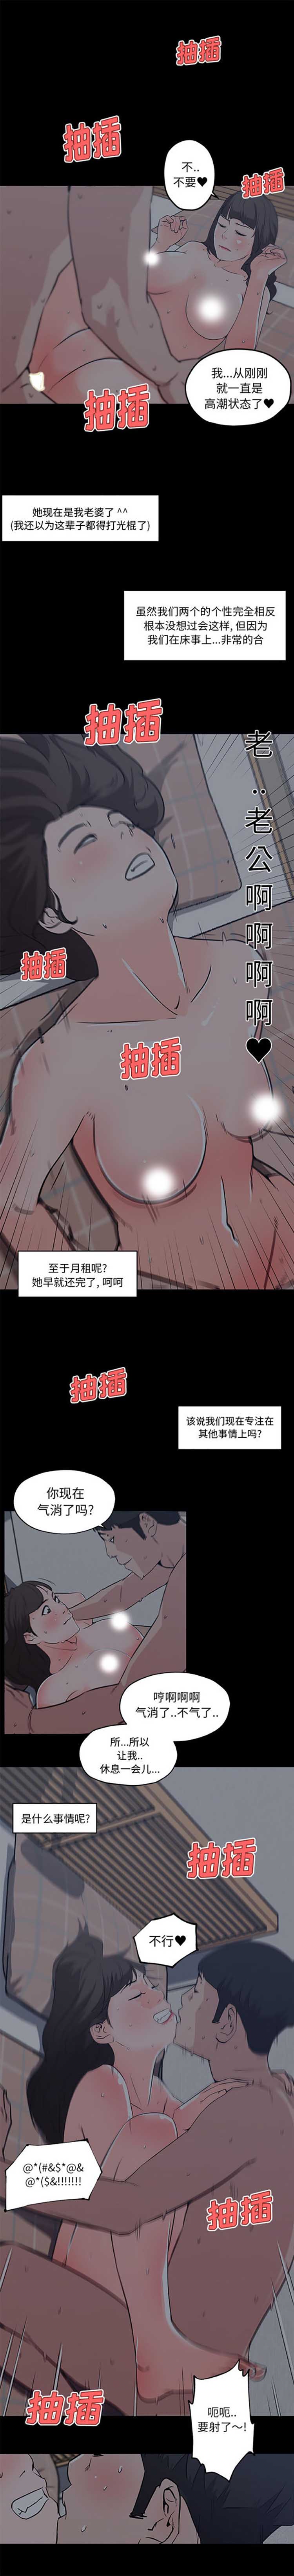 抽插
抽插
不..
不要♥
抽插
我...从刚刚
就一直是
高潮状态了♥
抽插
她现在是我老婆了 ^^
(我还以为这辈子都得打光棍了)
虽然我们两个的个性完全相反
根本没想过会这样, 但因为
我们在床事上...非常的合
抽插
老..老公啊啊啊啊♥
抽插
抽插
至于月租呢?
她早就还完了, 呵呵
抽插
该说我们现在专注在
其他事情上吗?
你现在
气消了吗?
哼啊啊啊
气消了..不气了..
所...所以
让我..
休息一会儿...
是什么事情呢?
抽插
不行♥
@*(#&$*@&
@*($&!!!!!!!
抽插
抽插
呃呃..
要射了~!